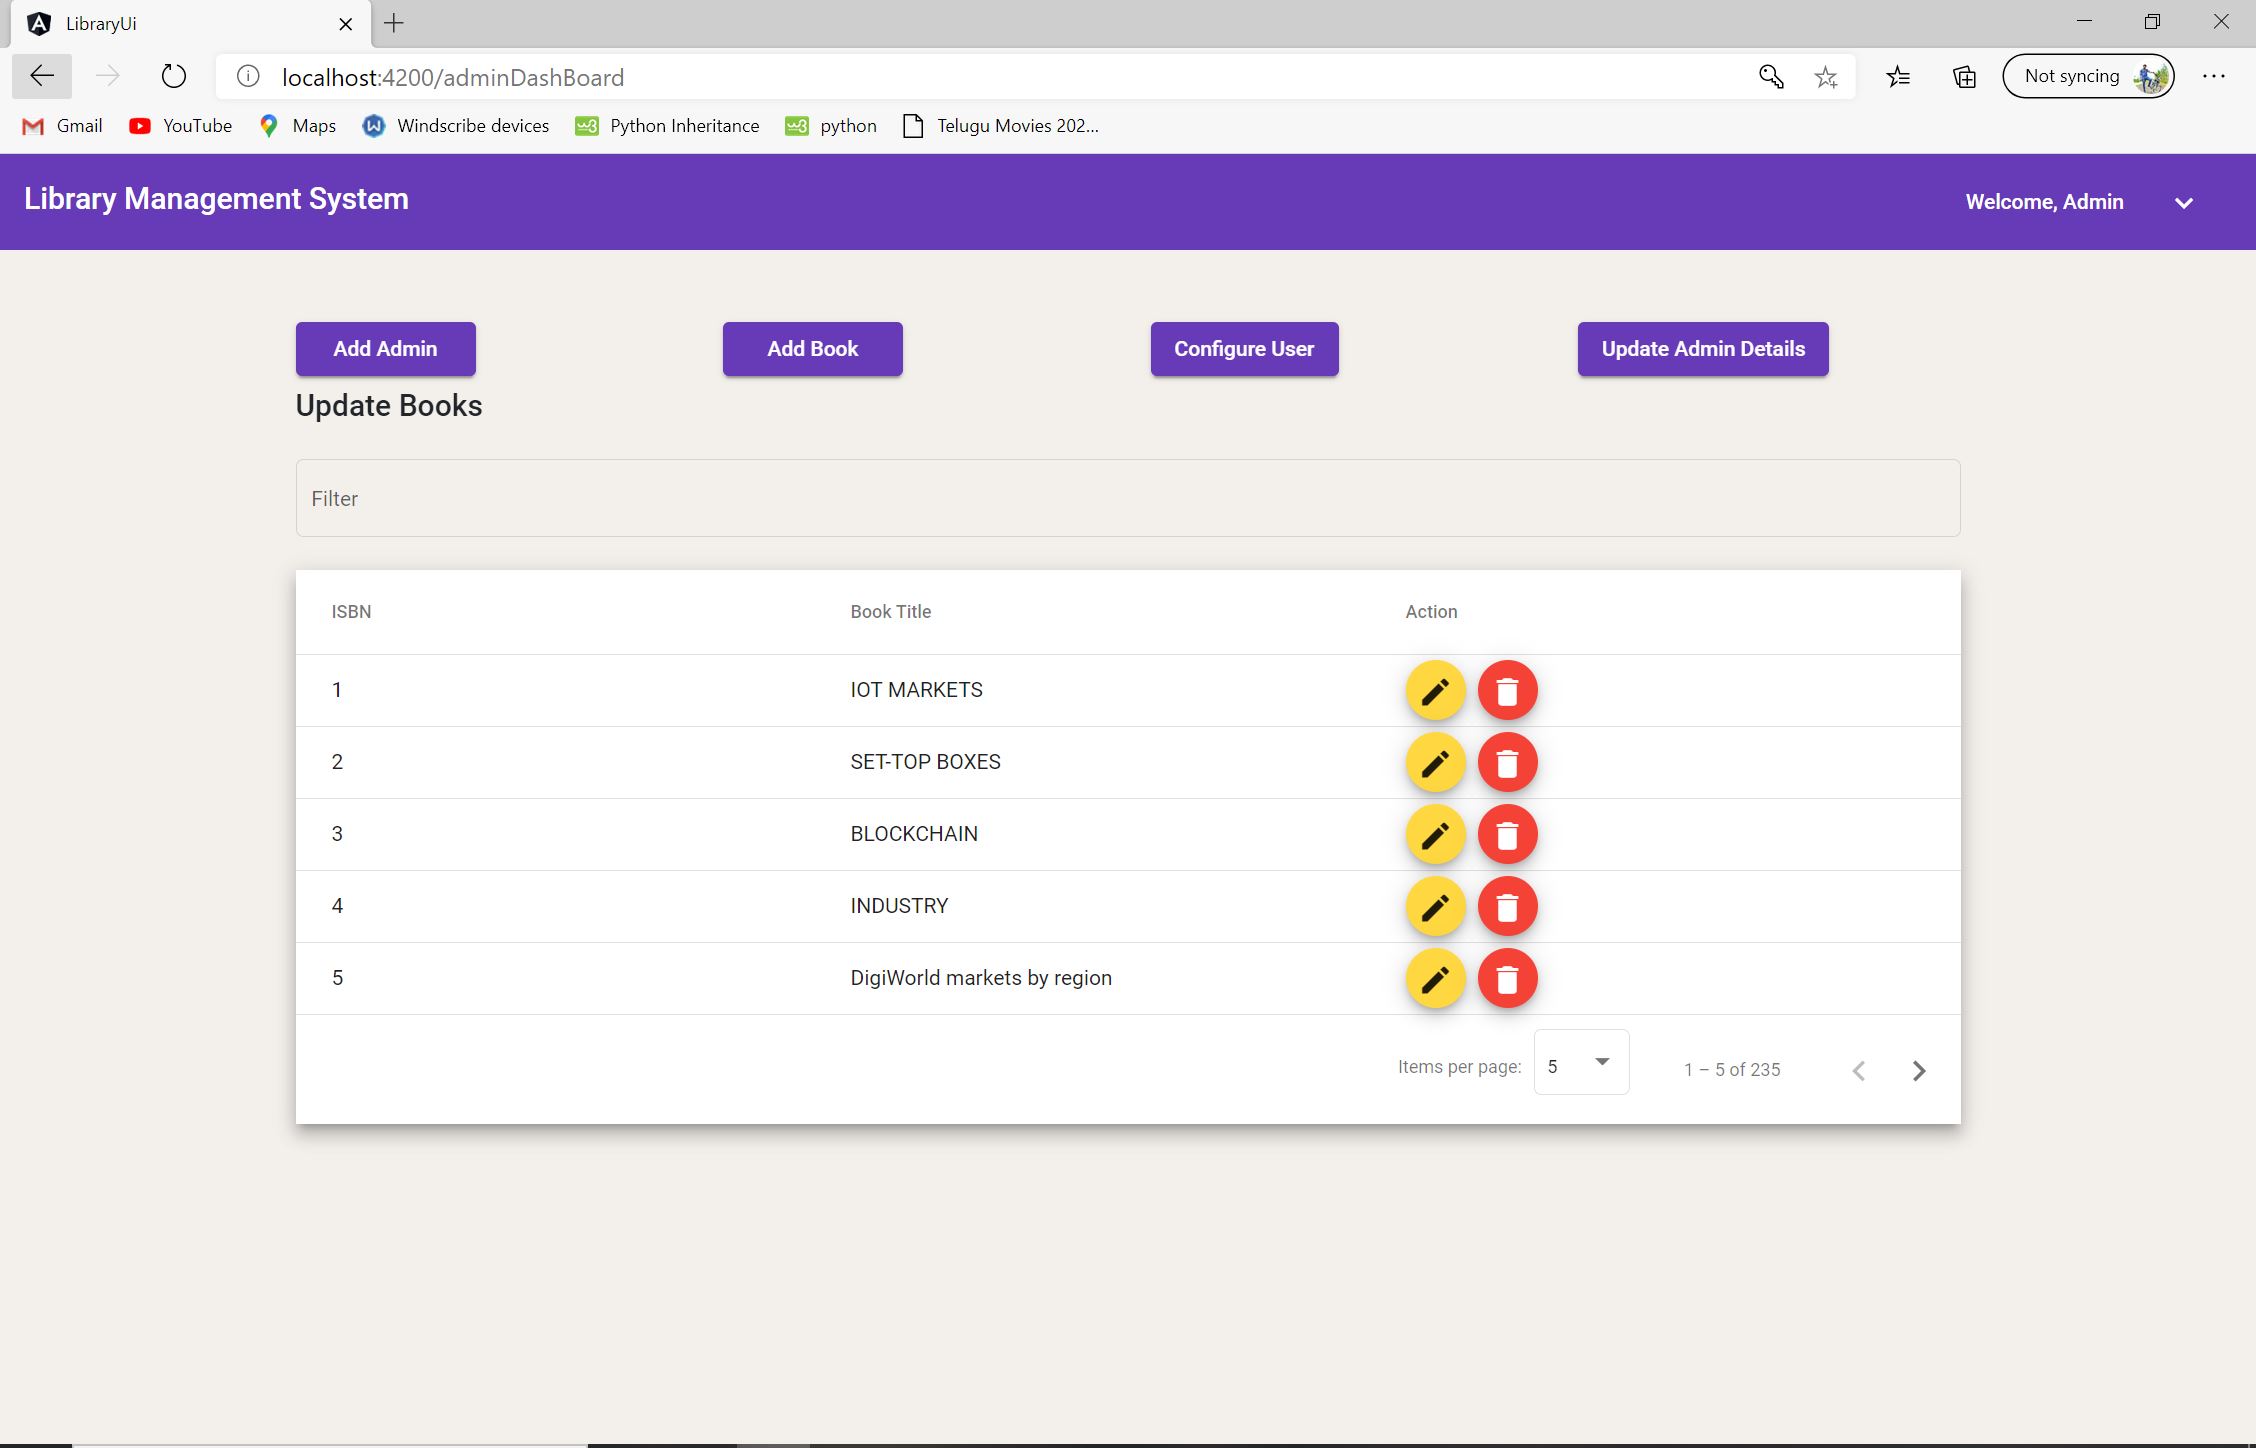 LibraryUi
localhost:4200/adminDashBoard
Not syncing
Gmail YouTube Maps Windscribe devices Python Inheritance python Telugu Movies 202...
Library Management System
Welcome, Admin
Add Admin Add Book Configure User Update Admin Details
Update Books
Filter
ISBN Book Title Action
1 IOT MARKETS
2 SET-TOP BOXES
3 BLOCKCHAIN
4 INDUSTRY
5 DigiWorld markets by region
Items per page: 5 1 – 5 of 235